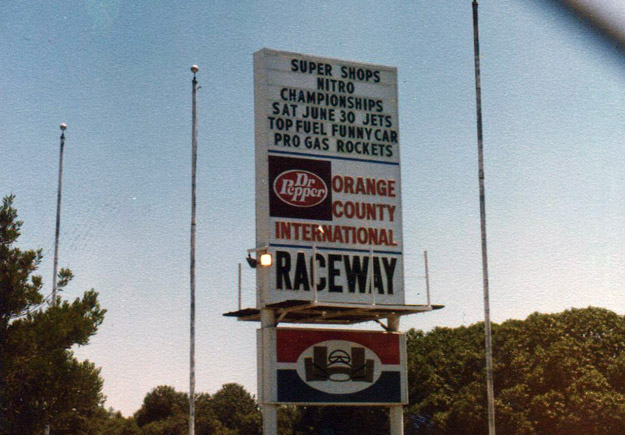 SUPER SHOPS
NITRO
CHAMPIONSHIPS
SAT JUNE 30 JETS
TOP FUEL FUNNY CAR
PRO GAS ROCKETS
Dr Pepper
ORANGE
COUNTY
INTERNATIONAL
RACEWAY